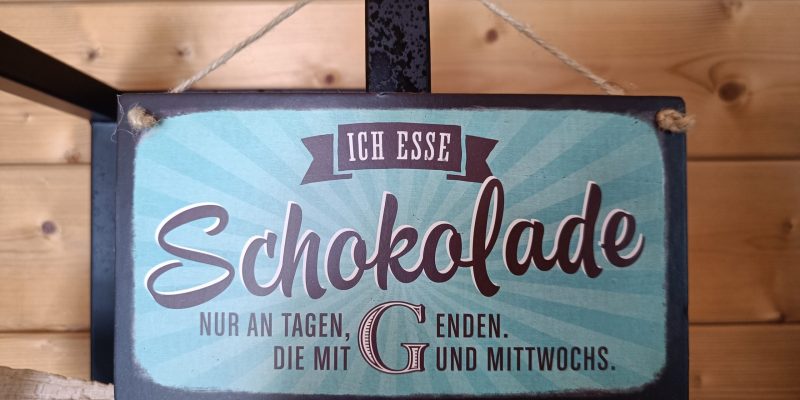 ICH ESSE
Schokolade
NUR AN TAGEN, G ENDEN.
DIE MIT UND MITTWOCHS.